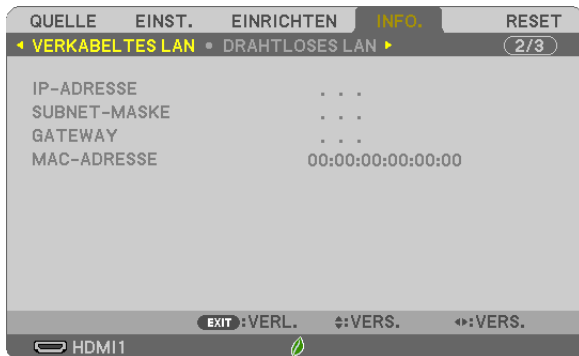 QUELLE EINST. EINRICHTEN INFO. RESET
VERKABELTES LAN • DRAHTLOSES LAN 2/3
IP-ADRESSE . . .
SUBNET-MASKE . . .
GATEWAY . . .
MAC-ADRESSE 00:00:00:00:00:00
EXIT :VERL. :VERS. :VERS.
HDMI1